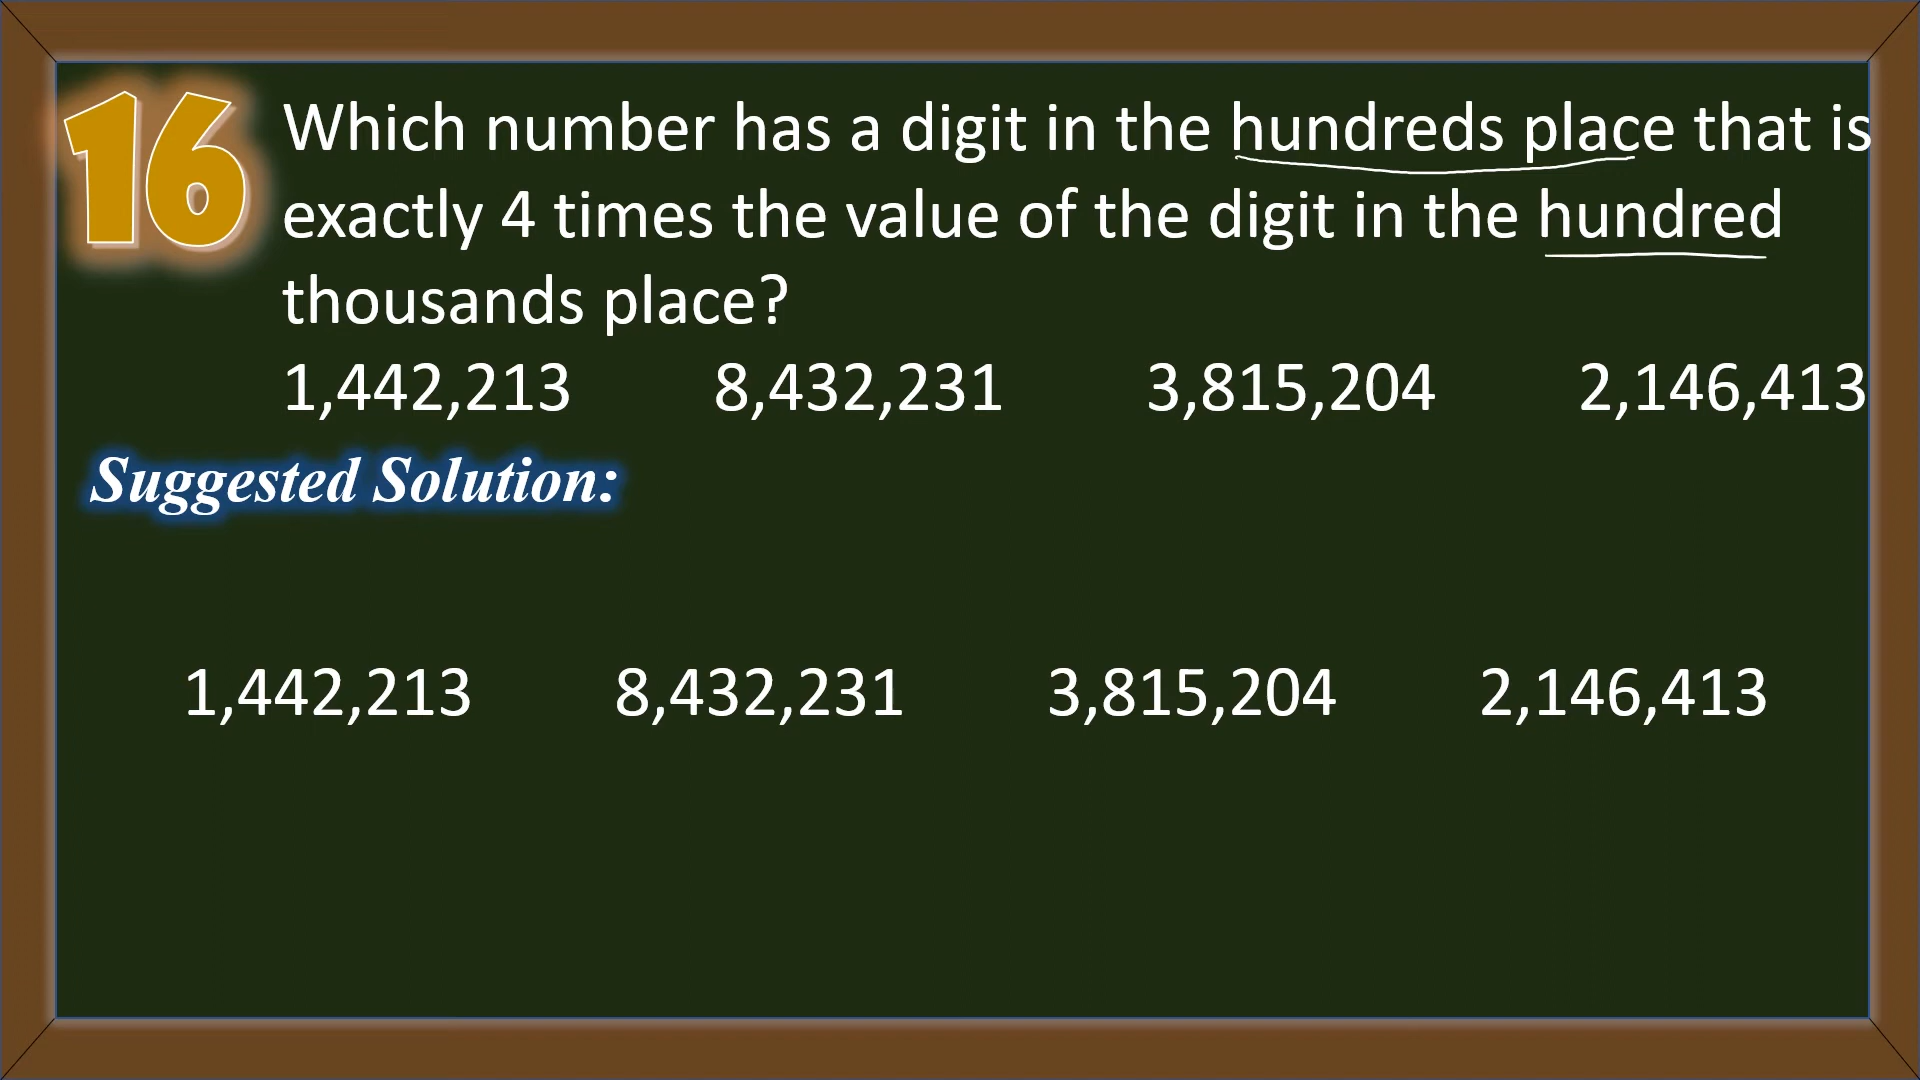 16
Which number has a digit in the hundreds place that is
exactly 4 times the value of the digit in the hundred
thousands place?
1,442,213 8,432,231 3,815,204 2,146,413
Suggested Solution:
1,442,213 8,432,231 3,815,204 2,146,413